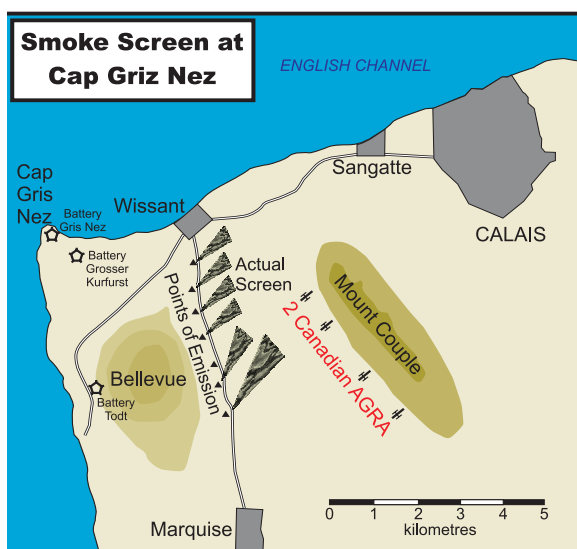 Smoke Screen at
Cap Griz Nez
ENGLISH CHANNEL
Sangatte
CALAIS
Cap
Gris
Nez
Wissant
Battery
Gris Nez
Battery
Grosser
Kurfurst
Actual
Screen
Points of Emission
Mount Couple
2 Canadian AGRA
Bellevue
Battery
Todt
Marquise
0 1 2 3 4 5
kilometres